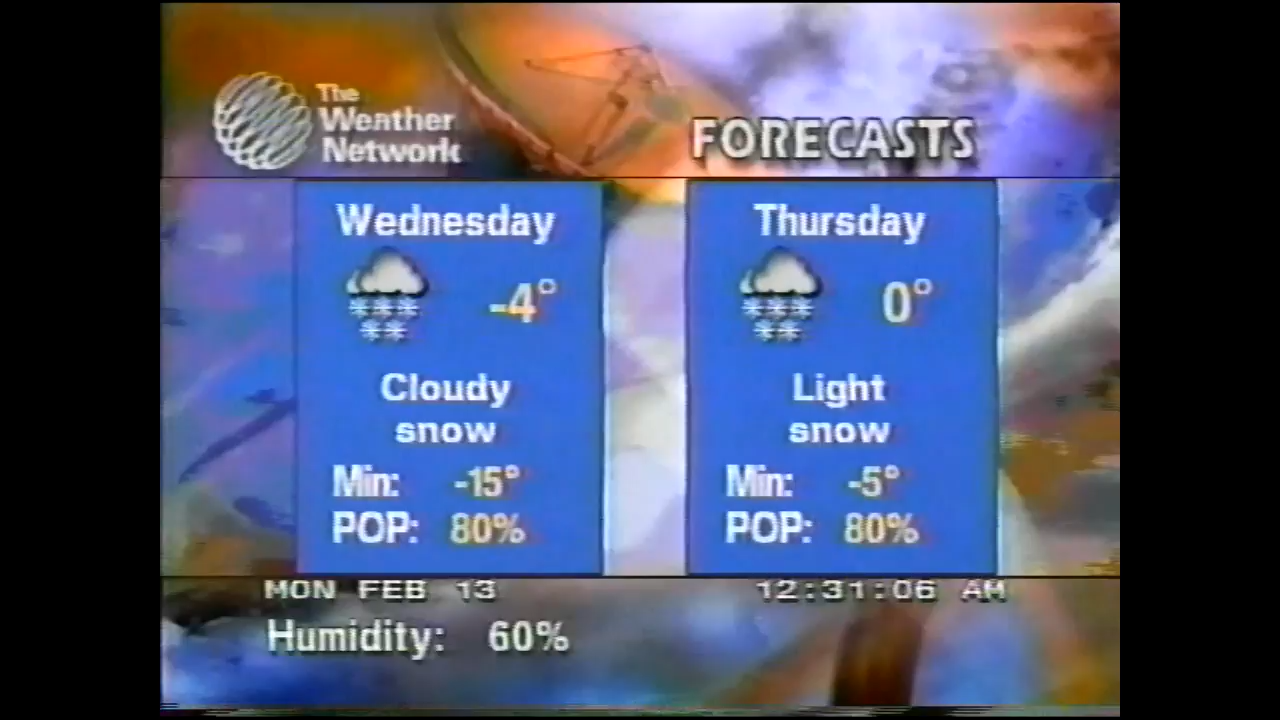 The
Weather
Network
FORECASTS
Wednesday
-4°
Cloudy
snow
Min: -15°
POP: 80%
Thursday
0°
Light
snow
Min: -5°
POP: 80%
MON FEB 13 12:31:06 AM
Humidity: 60%